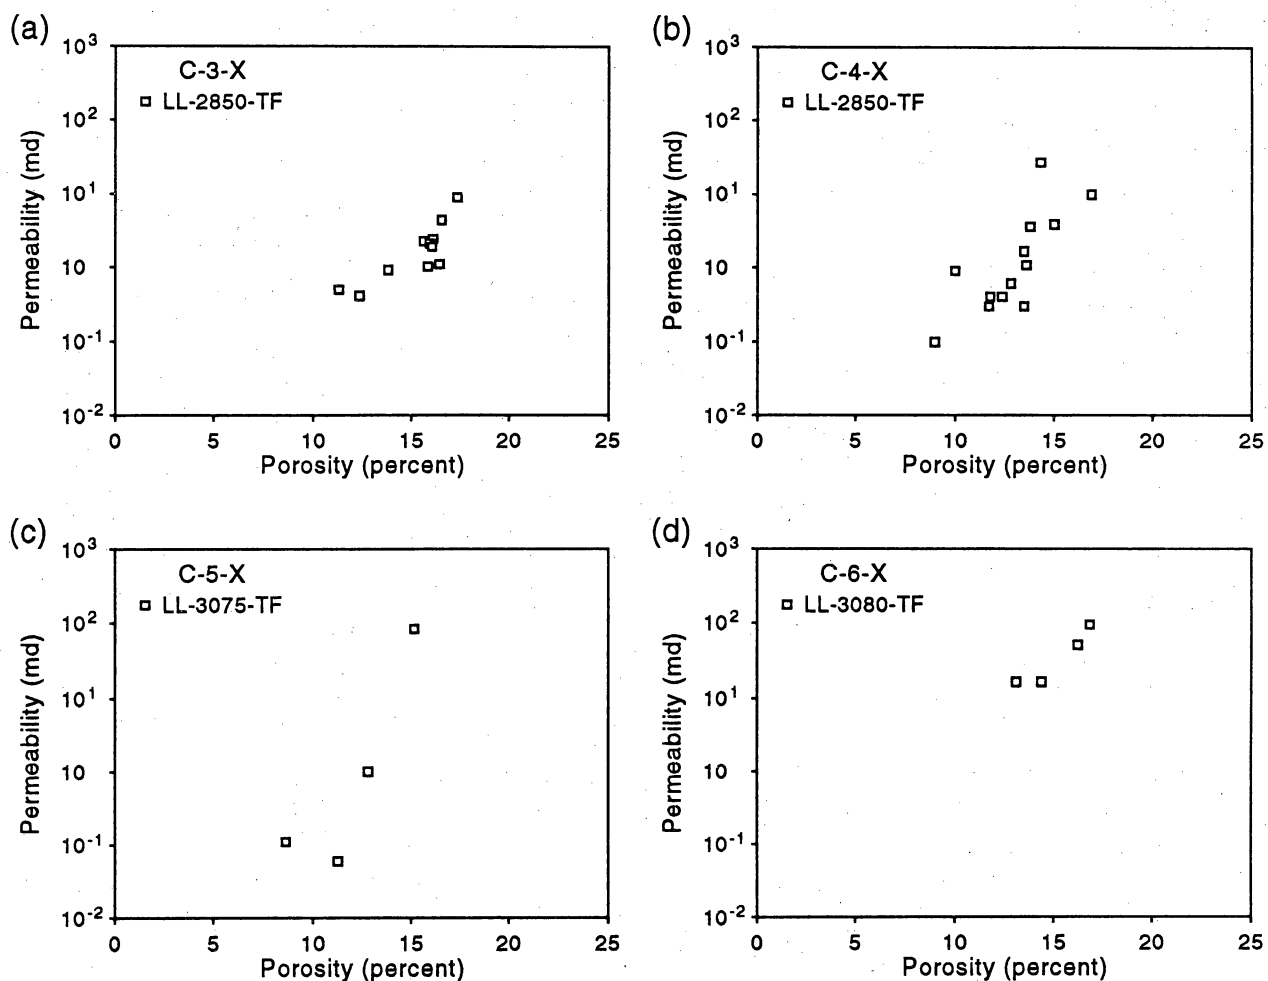 (a)
10³
C-3-X
LL-2850-TF
10²
10¹
10
10⁻¹
10⁻²
0 5 10 15 20 25
Porosity (percent)
Permeability (md)
(b)
10³
C-4-X
LL-2850-TF
10²
10¹
10
10⁻¹
10⁻²
0 5 10 15 20 25
Porosity (percent)
Permeability (md)
(c)
10³
C-5-X
LL-3075-TF
10²
10¹
10
10⁻¹
10⁻²
0 5 10 15 20 25
Porosity (percent)
Permeability (md)
(d)
10³
C-6-X
LL-3080-TF
10²
10¹
10
10⁻¹
10⁻²
0 5 10 15 20 25
Porosity (percent)
Permeability (md)